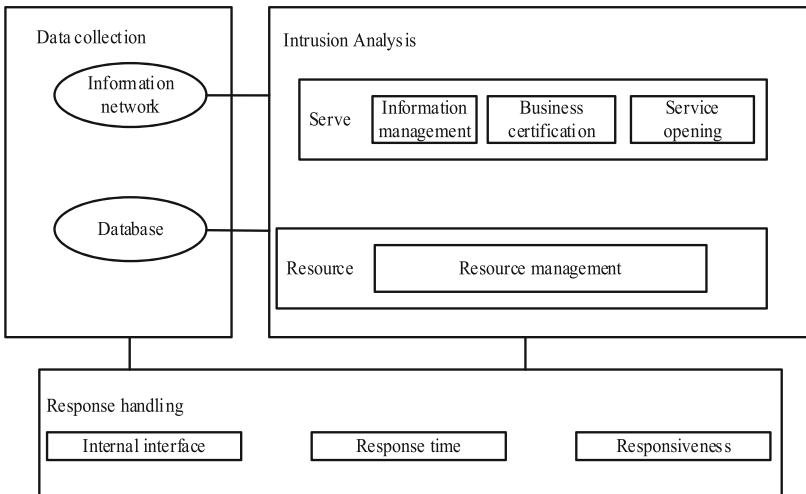 Data collection
Information
network
Database
Intrusion Analysis
Serve
Information
management
Business
certification
Service
opening
Resource
Resource management
Response handling
Internal interface
Response time
Responsiveness